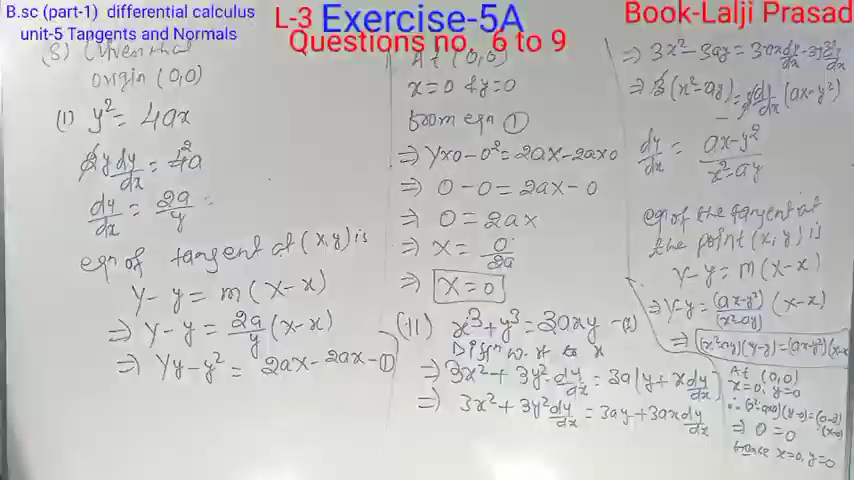 B.sc (part-1) differential calculus
unit-5 Tangents and Normals
L-3 Exercise-5A
Questions no. 6 to 9
Book-Lalji Prasad
(8) Given that
origin (0,0)
(1) y² = 4ax
2y dy/dx = 4a
dy/dx = 2a/y
eqn of tangent at (x,y) is
Y-y = m(X-x)
⇒ Y-y = 2a/y (X-x)
⇒ Yy-y² = 2aX-2ax-①
At (0,0)
x=0 & y=0
from eqn ①
⇒ Y×0-0² = 2aX-2a×0
⇒ 0-0 = 2aX-0
⇒ 0 = 2aX
⇒ X = 0/2a
⇒ X=0
(11) x³+y³ = 3axy
Diffn w.r to x
⇒ 3x²+3y² dy/dx = 3a(y+x dy/dx)
⇒ 3x²+3y² dy/dx = 3ay+3ax dy/dx
⇒ 3x²-3ay = 3ax dy/dx - 3y² dy/dx
⇒ 3(x²-ay) = 3 dy/dx (ax-y²)
dy/dx = ax-y²/x²-ay
eqn of the tangent at
the point (x,y) is
Y-y = m(X-x)
⇒ Y-y = (ax-y²)/(x²-ay) (X-x)
⇒ (x²-ay)(Y-y) = (ax-y²)(X-x)
At (0,0)
x=0, y=0
⇒ 0=0
hence x=0, y=0